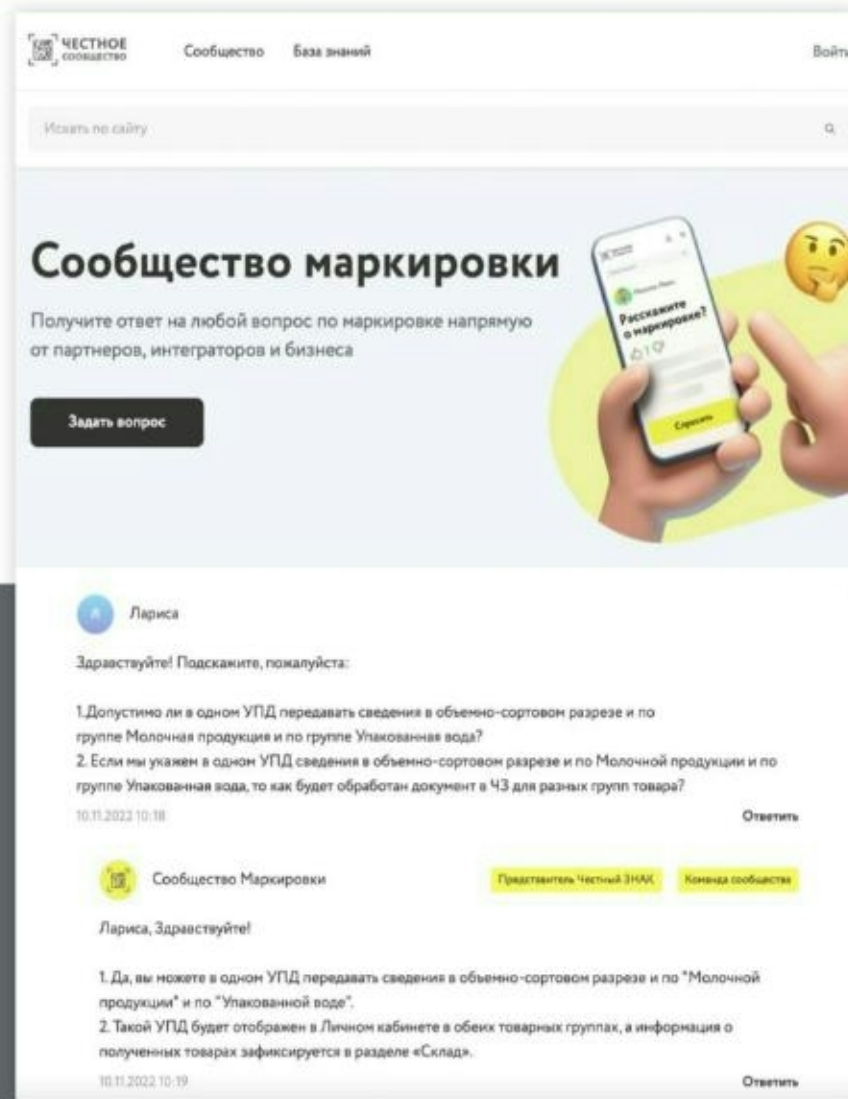 ЧЕСТНОЕ
СООБЩЕСТВО
Сообщество База знаний
Войти
Искать по сайту
Сообщество маркировки
Получите ответ на любой вопрос по маркировке напрямую
от партнеров, интеграторов и бизнеса
Задать вопрос
Расскажите
о маркировке?
1
Спросить
Лариса
Здравствуйте! Подскажите, пожалуйста:
1.Допустимо ли в одном УПД передавать сведения в объемно-сортовом разрезе и по
группе Молочная продукция и по группе Упакованная вода?
2. Если мы укажем в одном УПД сведения в объемно-сортовом разрезе и по Молочной продукции и по
группе Упакованная вода, то как будет обработан документ в ЧЗ для разных групп товара?
10.11.2022 10:18
Ответить
Сообщество Маркировки
Представитель Честный ЗНАК
Команда сообщества
Лариса, Здравствуйте!
1. Да, вы можете в одном УПД передавать сведения в объемно-сортовом разрезе и по "Молочной
продукции" и по "Упакованной воде".
2. Такой УПД будет отображен в Личном кабинете в обеих товарных группах, а информация о
полученных товарах зафиксируется в разделе «Склад».
10.11.2022 10:19
Ответить